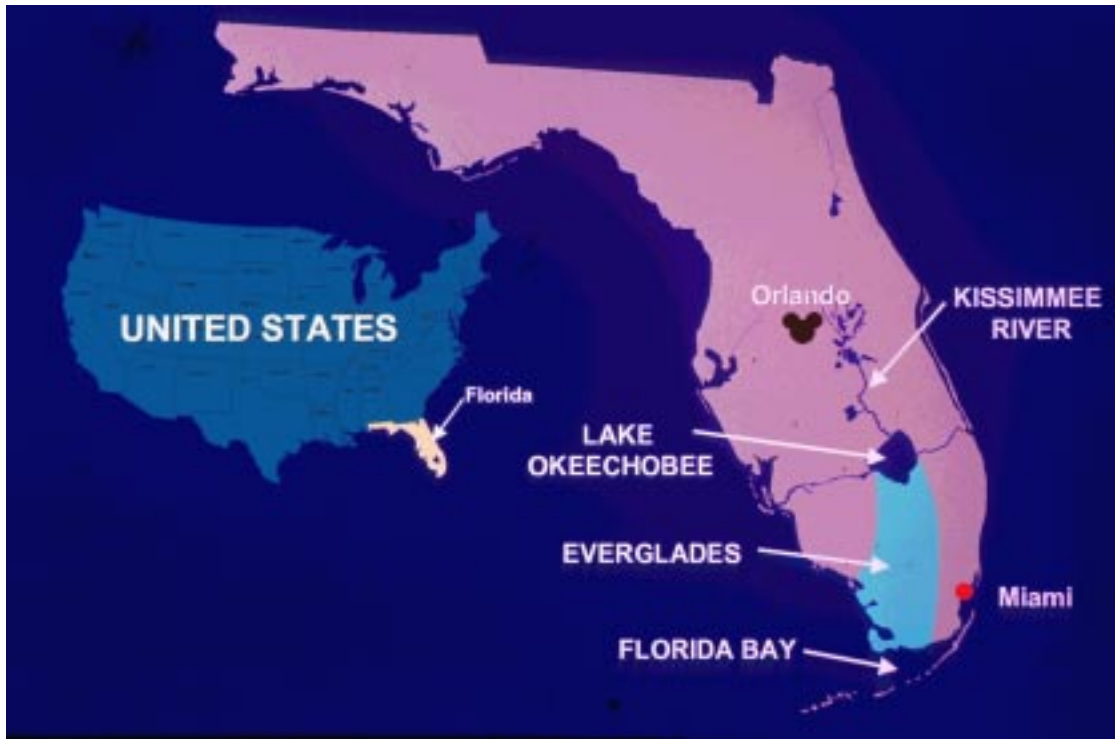 Orlando
KISSIMMEE
RIVER
UNITED STATES
Florida
LAKE
OKEECHOBEE
EVERGLADES
Miami
FLORIDA BAY